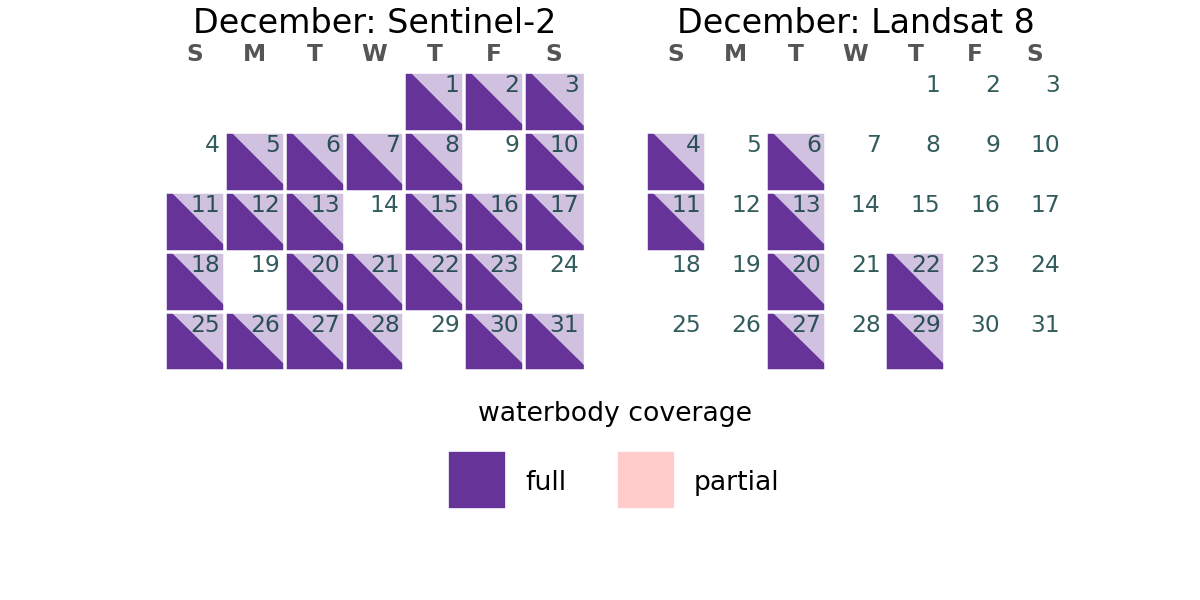 December: Sentinel-2
S M T W T F S
1 2 3
4 5 6 7 8 9 10
11 12 13 14 15 16 17
18 19 20 21 22 23 24
25 26 27 28 29 30 31
December: Landsat 8
S M T W T F S
1 2 3
4 5 6 7 8 9 10
11 12 13 14 15 16 17
18 19 20 21 22 23 24
25 26 27 28 29 30 31
waterbody coverage
full partial